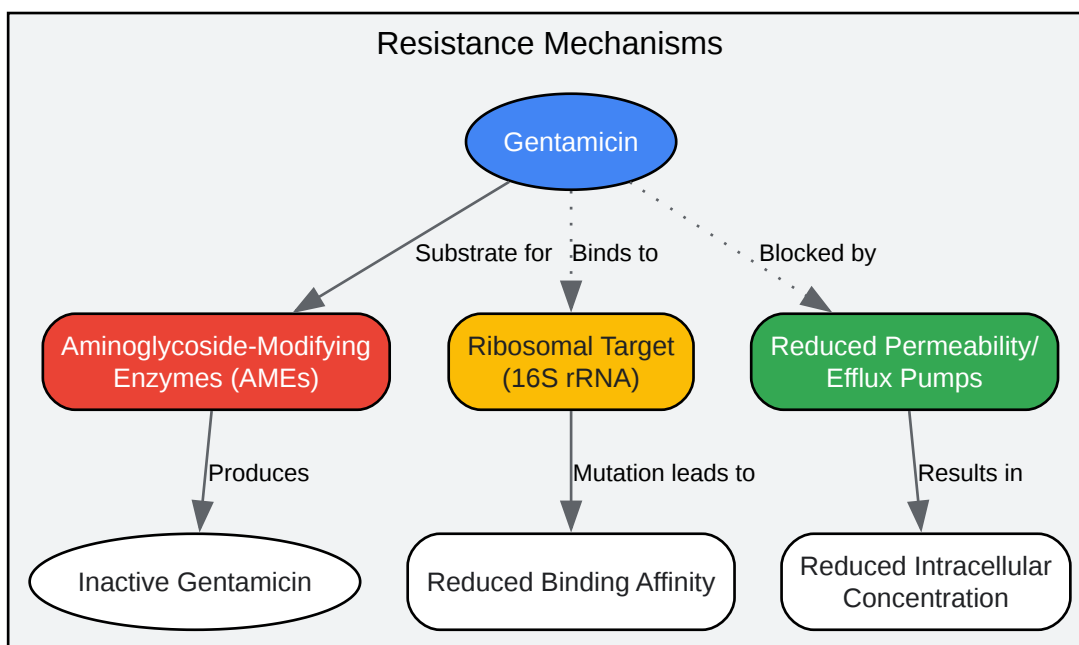 Resistance Mechanisms
Gentamicin
Substrate for
Binds to
Blocked by
Aminoglycoside-Modifying
Enzymes (AMEs)
Ribosomal Target
(16S rRNA)
Reduced Permeability/
Efflux Pumps
Produces
Mutation leads to
Results in
Inactive Gentamicin
Reduced Binding Affinity
Reduced Intracellular
Concentration